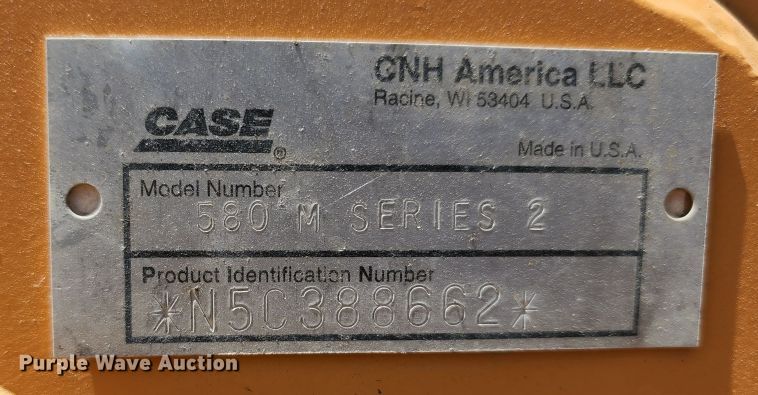 CNH America LLC
Racine, WI 53404 U.S.A.
CASE®
Made in U.S.A.
Model Number
580 M SERIES 2
Product Identification Number
*N5C388662*
Purple Wave Auction